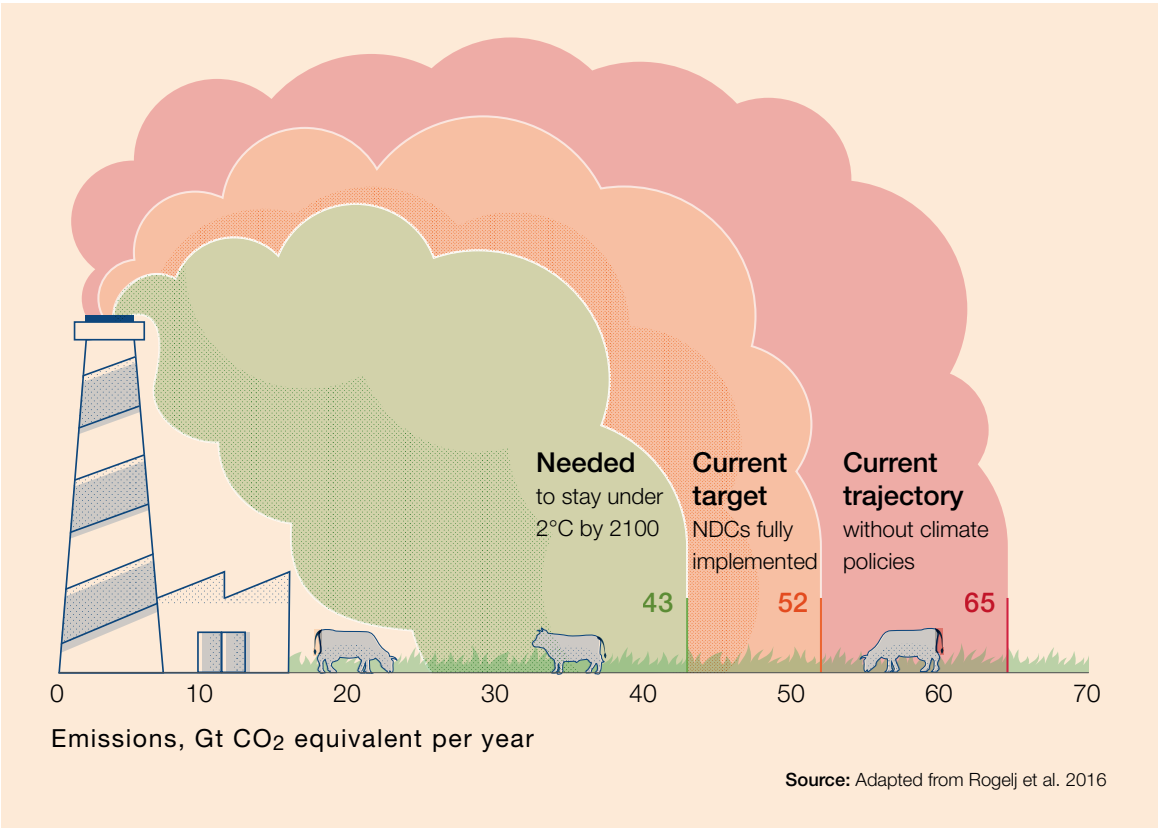 Needed
to stay under
2°C by 2100
43
Current
target
NDCs fully
implemented
52
Current
trajectory
without climate
policies
65
0 10 20 30 40 50 60 70
Emissions, Gt CO2 equivalent per year
Source: Adapted from Rogelj et al. 2016